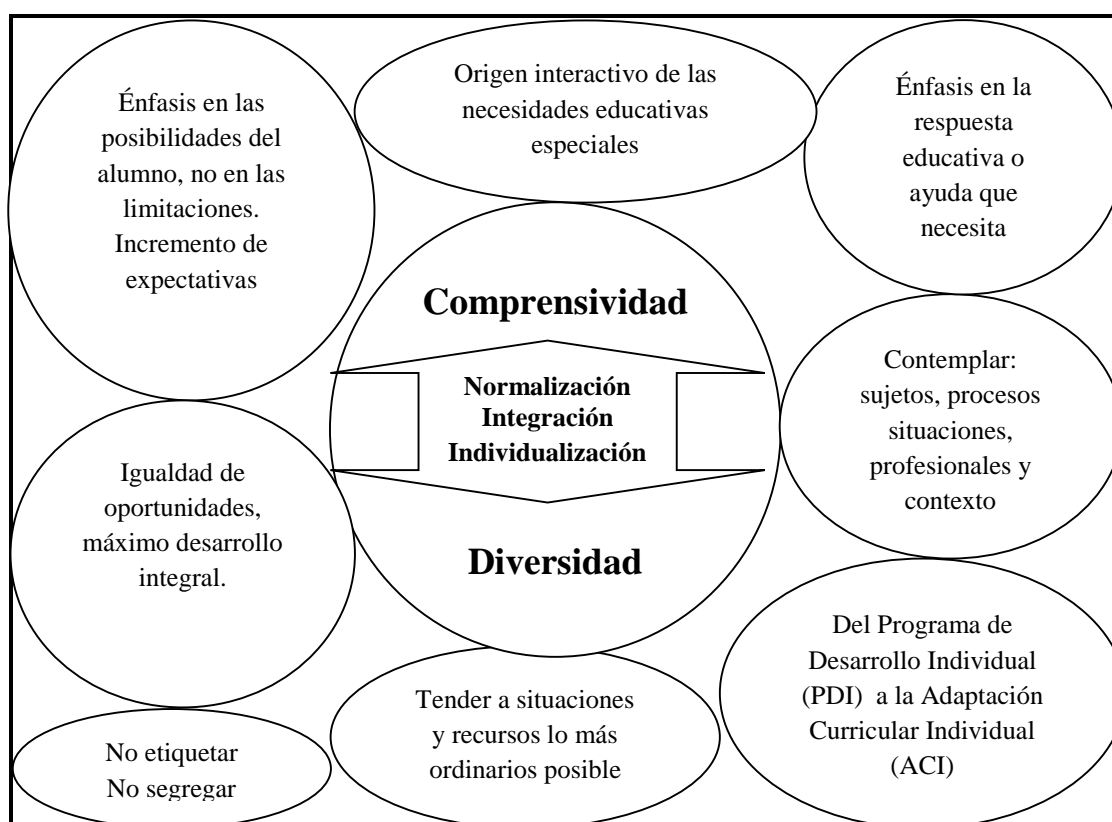 Énfasis en las
posibilidades del
alumno, no en las
limitaciones.
Incremento de
expectativas
Origen interactivo de las
necesidades educativas
especiales
Énfasis en la
respuesta
educativa o
ayuda que
necesita
Comprensividad
Normalización
Integración
Individualización
Diversidad
Contemplar:
sujetos, procesos
situaciones,
profesionales y
contexto
Igualdad de
oportunidades,
máximo desarrollo
integral.
Del Programa de
Desarrollo Individual
(PDI) a la Adaptación
Curricular Individual
(ACI)
Tender a situaciones
y recursos lo más
ordinarios posible
No etiquetar
No segregar